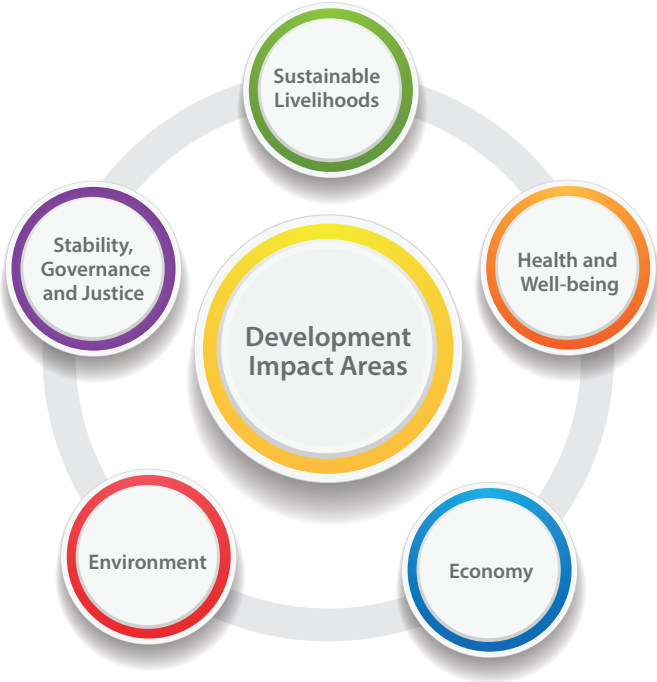 Sustainable
Livelihoods
Stability,
Governance
and Justice
Health and
Well-being
Development
Impact Areas
Environment
Economy